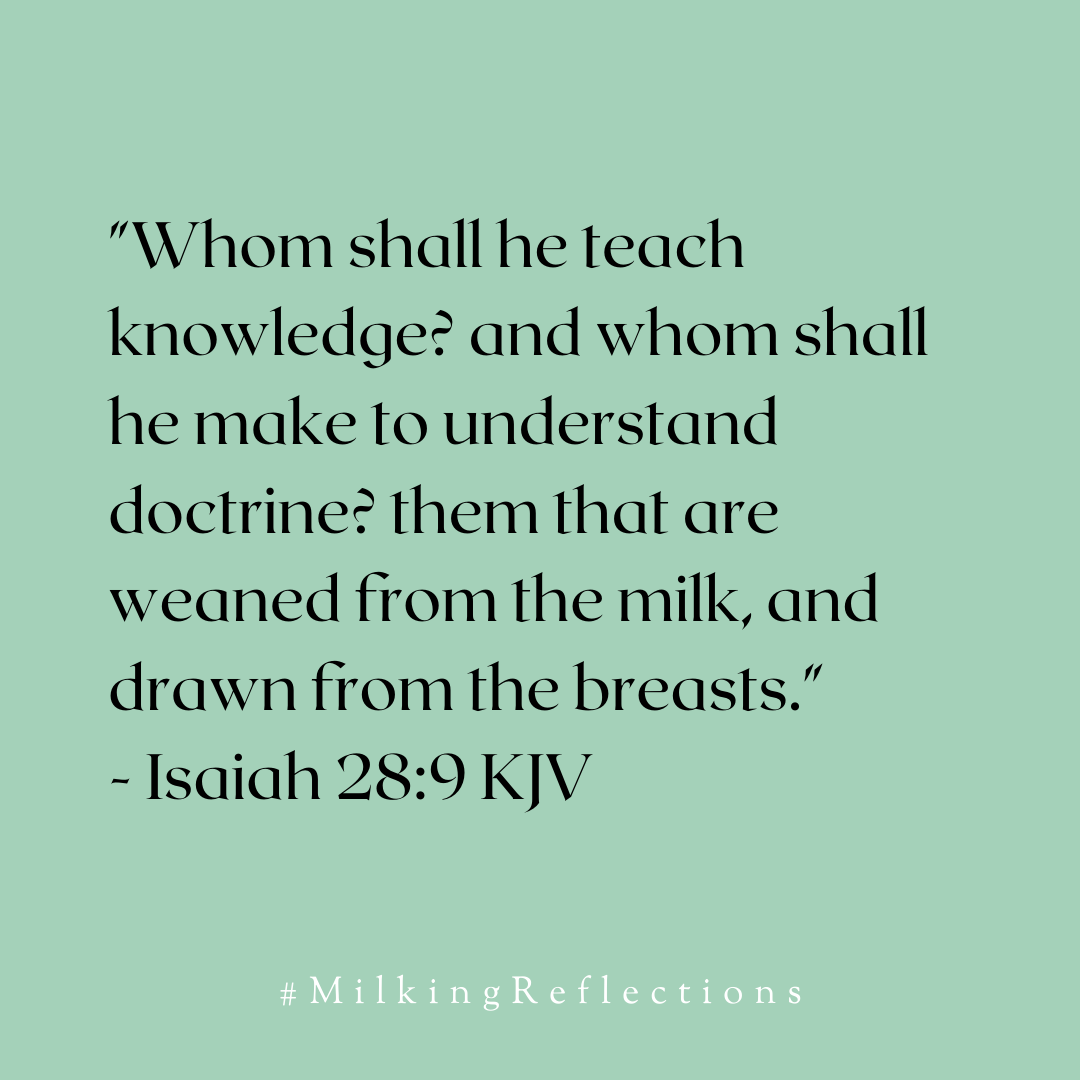 "Whom shall he teach
knowledge? and whom shall
he make to understand
doctrine? them that are
weaned from the milk, and
drawn from the breasts."
- Isaiah 28:9 KJV
#MilkingReflections